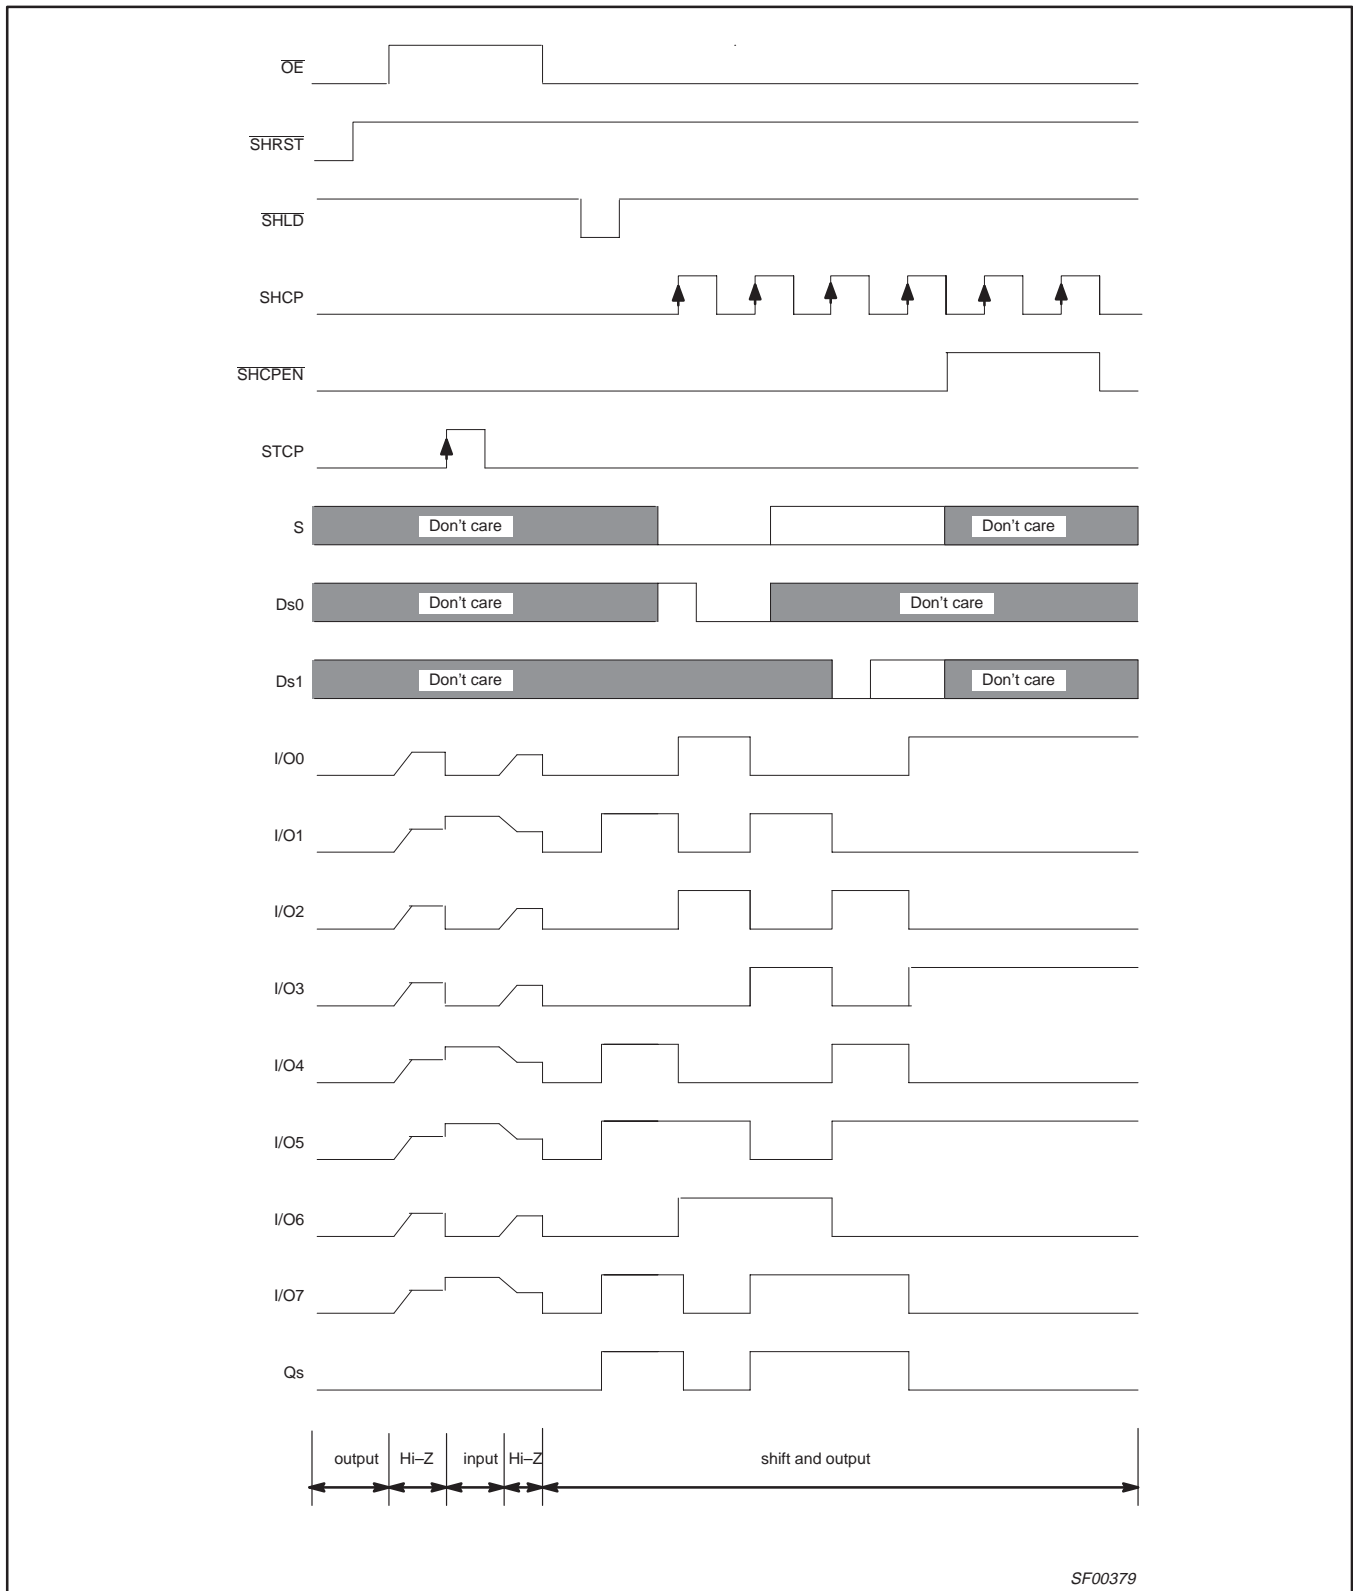 OE
SHRST
SHLD
SHCP
SHCPEN
STCP
S Don't care Don't care
Ds0 Don't care Don't care
Ds1 Don't care Don't care
I/O0
I/O1
I/O2
I/O3
I/O4
I/O5
I/O6
I/O7
Qs
output Hi–Z input Hi–Z shift and output
SF00379